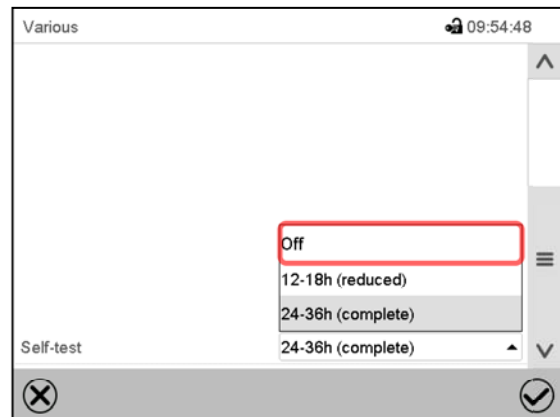 Various 09:54:48
Off
12-18h (reduced)
24-36h (complete)
Self-test 24-36h (complete)